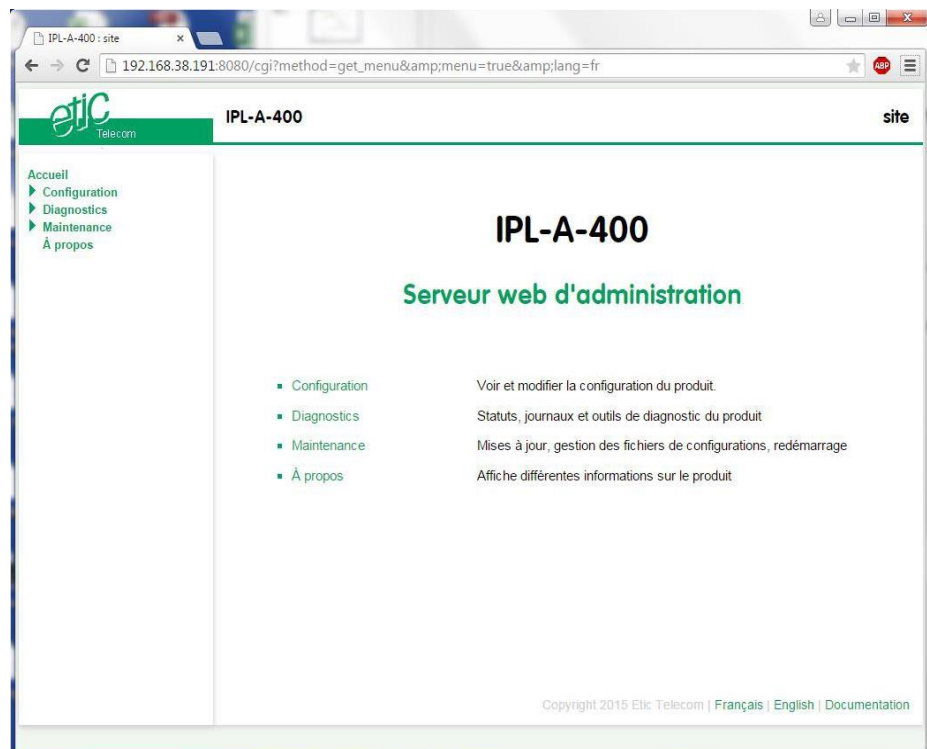 IPL-A-400 : site
192.168.38.191:8080/cgi?method=get_menu&amp;menu=true&amp;lang=fr
ABP
etic
Telecom
IPL-A-400
site
Accueil
Configuration
Diagnostics
Maintenance
À propos
IPL-A-400
Serveur web d'administration
Configuration Voir et modifier la configuration du produit.
Diagnostics Statuts, journaux et outils de diagnostic du produit
Maintenance Mises à jour, gestion des fichiers de configurations, redémarrage
À propos Affiche différentes informations sur le produit
Copyright 2015 Etic Telecom | Français | English | Documentation